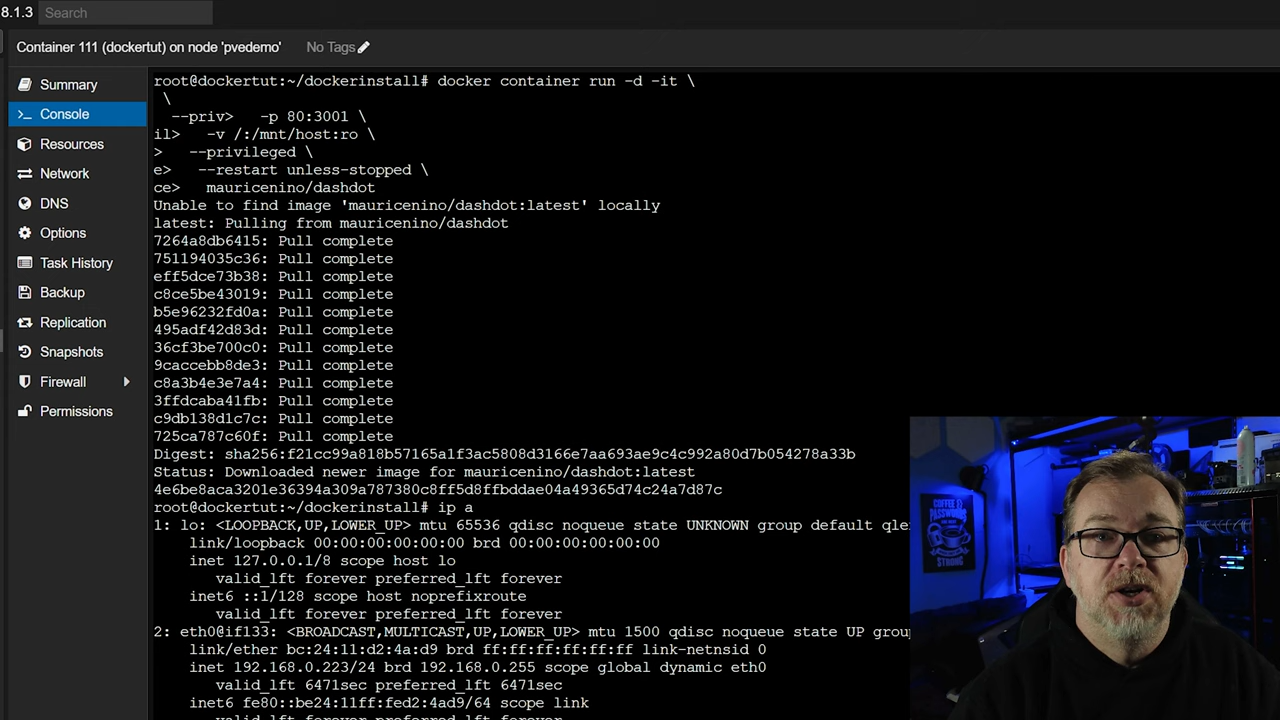 8.1.3
Search
Container 111 (dockertut) on node 'pvedemo'
No Tags
Summary
Console
Resources
Network
DNS
Options
Task History
Backup
Replication
Snapshots
Firewall
Permissions
root@dockertut:~/dockerinstall# docker container run -d -it \
\
--priv>   -p 80:3001 \
il>   -v /:/mnt/host:ro \
>   --privileged \
e>   --restart unless-stopped \
ce>   mauricenino/dashdot
Unable to find image 'mauricenino/dashdot:latest' locally
latest: Pulling from mauricenino/dashdot
7264a8db6415: Pull complete
751194035c36: Pull complete
eff5dce73b38: Pull complete
c8ce5be43019: Pull complete
b5e96232fd0a: Pull complete
495adf42d83d: Pull complete
36cf3be700c0: Pull complete
9caccebb8de3: Pull complete
c8a3b4e3e7a4: Pull complete
3ffdcaba41fb: Pull complete
c9db138d1c7c: Pull complete
725ca787c60f: Pull complete
Digest: sha256:f21cc99a818b57165a1f3ac5808d3166e7aa693ae9c4c992a80d7b054278a33b
Status: Downloaded newer image for mauricenino/dashdot:latest
4e6be8aca3201e36394a309a787380c8ff5d8ffbddae04a49365d74c24a7d87c
root@dockertut:~/dockerinstall# ip a
1: lo: <LOOPBACK,UP,LOWER_UP> mtu 65536 qdisc noqueue state UNKNOWN group default qle
link/loopback 00:00:00:00:00:00 brd 00:00:00:00:00:00
inet 127.0.0.1/8 scope host lo
valid_lft forever preferred_lft forever
inet6 ::1/128 scope host noprefixroute
valid_lft forever preferred_lft forever
2: eth0@if133: <BROADCAST,MULTICAST,UP,LOWER_UP> mtu 1500 qdisc noqueue state UP grou
link/ether bc:24:11:d2:4a:d9 brd ff:ff:ff:ff:ff:ff link-netnsid 0
inet 192.168.0.223/24 brd 192.168.0.255 scope global dynamic eth0
valid_lft 6471sec preferred_lft 6471sec
inet6 fe80::be24:11ff:fed2:4ad9/64 scope link
valid_lft forever preferred_lft forever
COFFEE
PASSWORDS
STRONG